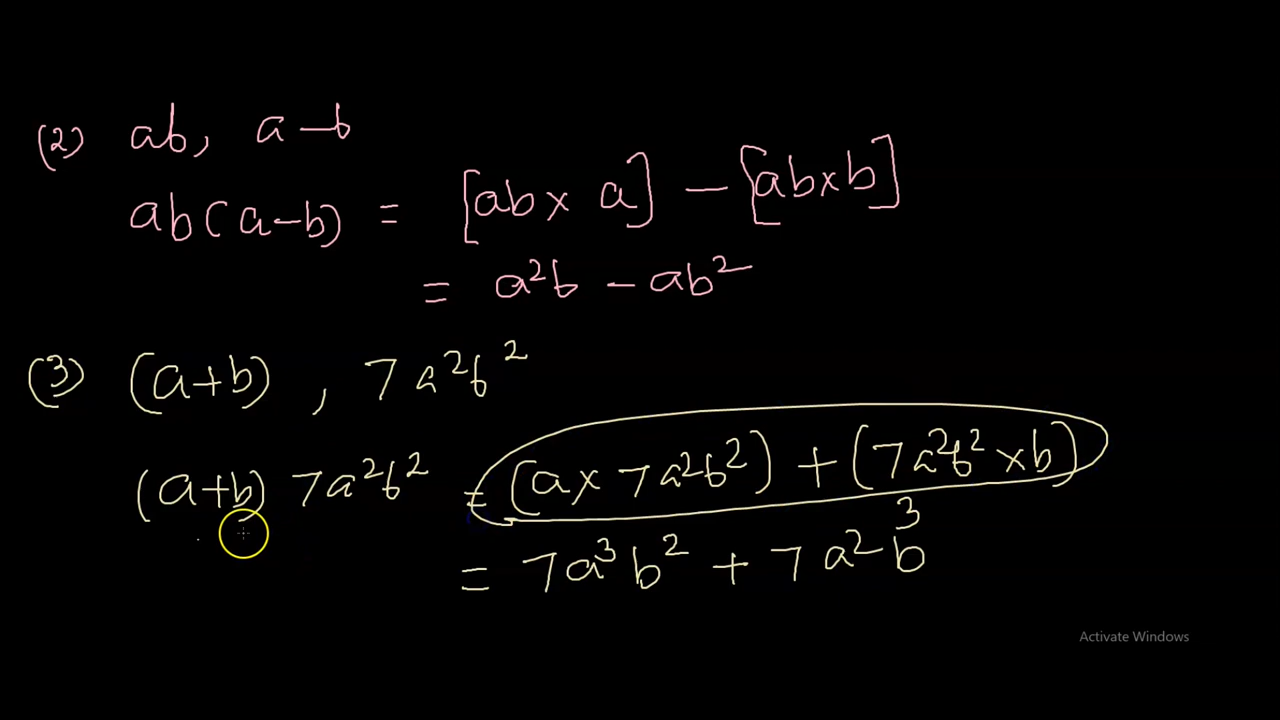 (2) ab, a-b
ab(a-b) = [ab× a] - [ab×b]
= a²b - ab²
(3) (a+b) , 7a²b²
(a+b) 7a²b² = (a× 7a²b²) + (7a²b² ×b)
= 7a³b² + 7a²b³
Activate Windows